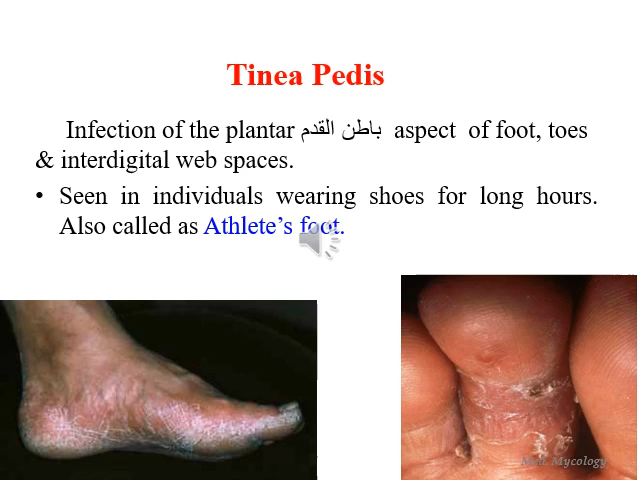 Tinea Pedis
Infection of the plantar باطن القدم aspect of foot, toes
& interdigital web spaces.
• Seen in individuals wearing shoes for long hours.
Also called as Athlete’s foot.
Med. Mycology